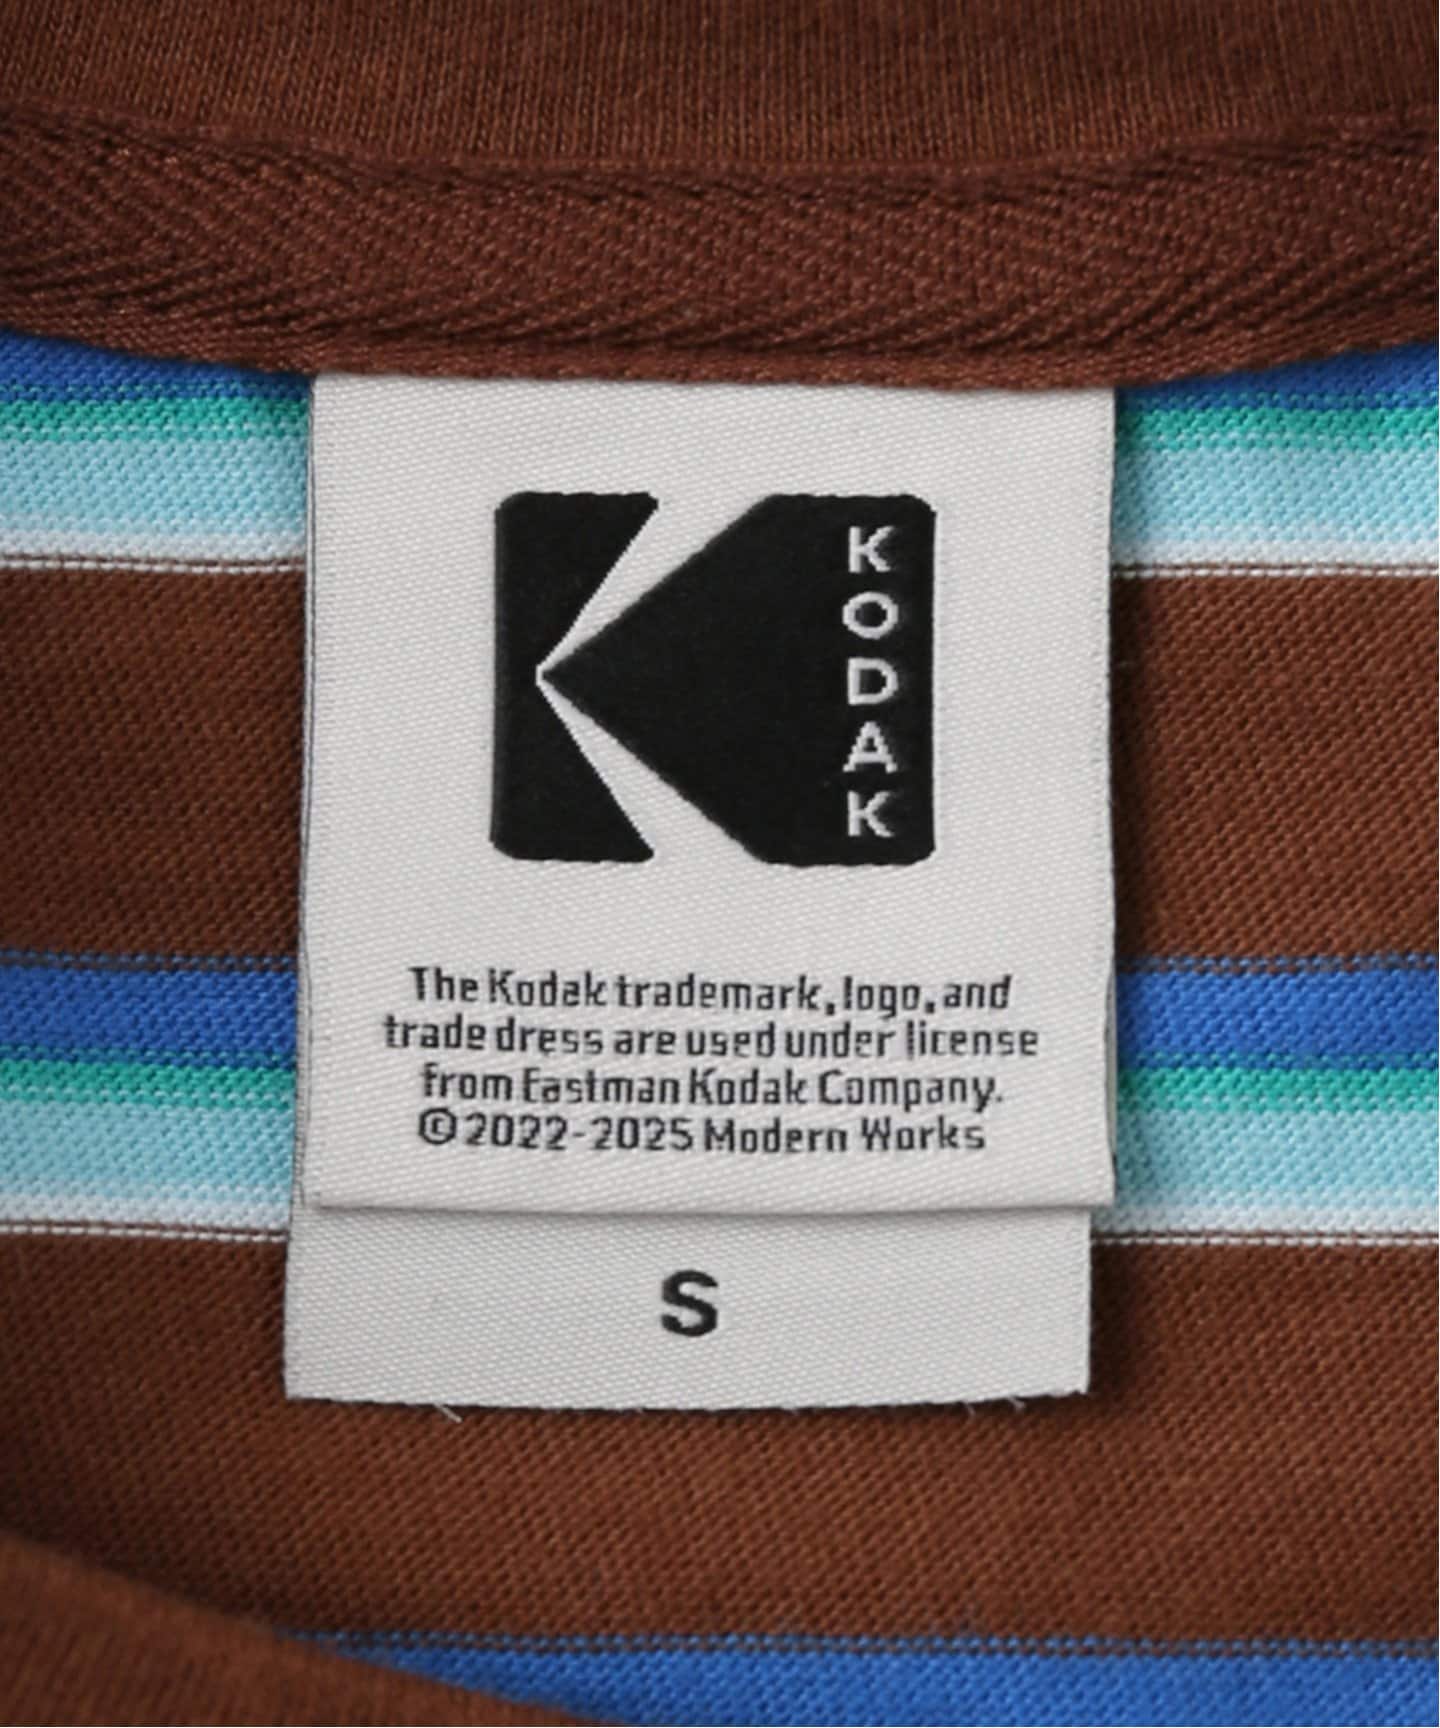 KODAK
The Kodak trademark, logo, and
trade dress are used under license
from Eastman Kodak Company.
©2022-2025 Modern Works
S